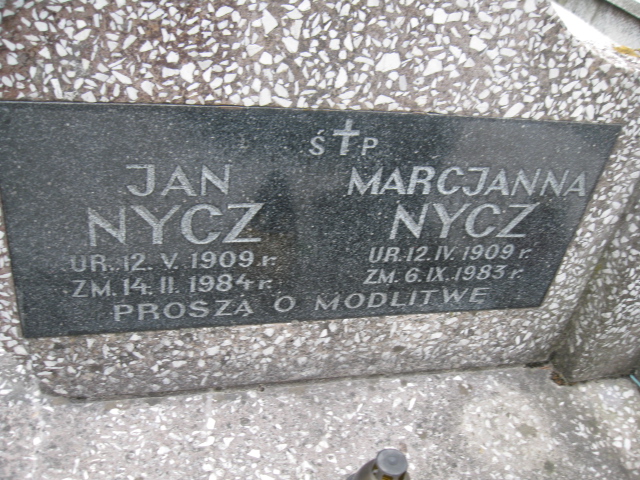 Ś†P
JAN
NYCZ
UR. 12. V. 1909 r.
ZM. 14. II. 1984 r.
MARCJANNA
NYCZ
UR. 12. IV. 1909 r.
ZM. 6. IX. 1983 r.
PROSZĄ O MODLITWĘ